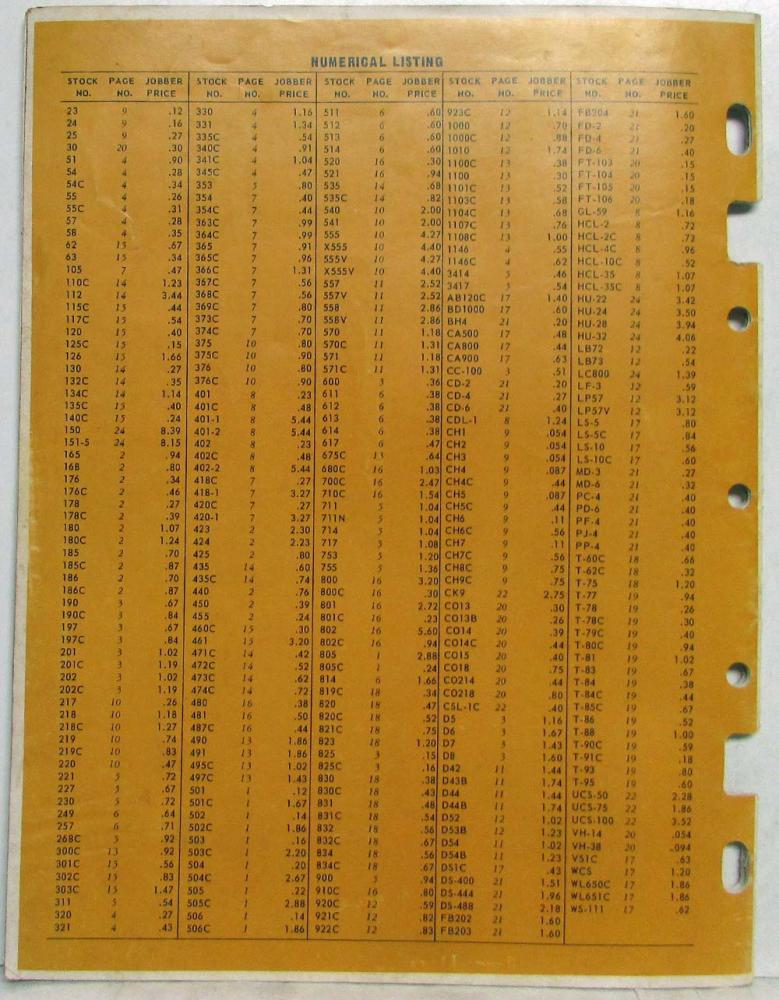 NUMERICAL LISTING
STOCK NO. PAGE NO. JOBBER PRICE
23 9 .12
24 9 .16
25 9 .27
30 20 .30
51 4 .90
54 4 .28
54C 4 .34
55 4 .26
55C 4 .31
57 4 .28
58 4 .35
62 15 .67
63 15 .34
105 7 .47
110C 14 1.23
112 14 3.44
115C 15 .44
117C 15 .54
120 15 .40
125C 15 .15
126 15 1.66
130 14 .27
132C 14 .35
134C 14 1.14
135C 15 .40
140C 15 .24
150 24 8.39
151-5 24 8.15
165 2 .94
168 2 .80
176 2 .34
176C 2 .46
178 2 .27
178C 2 .39
180 2 1.07
180C 2 1.24
185 2 .70
185C 2 .87
186 2 .70
186C 2 .87
190 3 .67
190C 3 .84
197 3 .67
197C 3 .84
201 3 1.02
201C 3 1.19
202 3 1.02
202C 3 1.19
217 10 .26
218 10 1.18
218C 10 1.27
219 10 .74
219C 10 .83
220 10 .47
221 5 .72
227 5 .67
230 5 .72
249 6 .64
257 6 .71
268C 5 .92
300C 13 .92
301C 15 .56
302C 15 .83
303C 15 1.47
311 5 .54
320 4 .27
321 4 .43
STOCK NO. PAGE NO. JOBBER PRICE
330 4 1.16
331 4 1.34
335C 4 .54
340C 4 .91
341C 4 1.04
345C 4 .47
353 5 .80
354 7 .40
354C 7 .44
363C 7 .99
364C 7 .99
365 7 .91
365C 7 .96
366C 7 1.31
367C 7 .56
368C 7 .56
369C 7 .80
373C 7 .70
374C 7 .70
375 10 .80
375C 10 .90
376 10 .80
376C 10 .90
401 8 .23
401C 8 .48
401-1 8 5.44
401-2 8 5.44
402 8 .23
402C 8 .48
402-2 8 5.44
418C 7 .27
418-1 7 3.27
420C 7 .27
420-1 7 3.27
423 2 2.30
424 2 2.23
425 2 .80
435 14 .60
435C 14 .74
440 2 .76
450 2 .39
455 2 .24
460C 15 .30
461 15 3.20
471C 14 .42
472C 14 .52
473C 14 .62
474C 14 .72
480 16 .38
481 16 .50
487C 16 .44
490 13 1.86
491 13 1.86
495C 13 1.02
497C 13 1.43
501 1 .12
501C 1 1.67
502 1 .14
502C 1 1.86
503 1 .16
503C 1 2.20
504 1 .20
504C 1 2.67
505 1 .22
505C 1 2.88
506 1 .14
506C 1 1.86
STOCK NO. PAGE NO. JOBBER PRICE
511 6 .60
512 6 .60
513 6 .60
514 6 .60
520 16 .30
521 16 .94
535 14 .68
535C 14 .82
540 10 2.00
541 10 2.00
555 10 4.27
X555 10 4.40
555V 10 4.27
X555V 10 4.40
557 11 2.52
557V 11 2.52
558 11 2.86
558V 11 2.86
570 11 1.18
570C 11 1.31
571 11 1.18
571C 11 1.31
600 3 .36
611 6 .38
612 6 .38
613 6 .38
614 6 .38
617 6 .47
675C 13 .64
680C 16 1.03
700C 16 2.47
710C 16 1.54
711 5 1.04
711N 5 1.04
714 5 1.04
717 5 1.08
753 5 1.20
755 5 1.36
800 16 3.20
800C 16 .30
801 16 2.72
801C 16 .23
802 16 5.60
802C 16 .94
805 1 2.88
805C 1 .24
814 6 1.66
819C 18 .34
820 18 .47
820C 18 .52
821C 18 .75
823 18 1.20
825 3 .15
825C 3 .16
830 18 .38
830C 18 .43
831 18 .48
831C 18 .54
832 18 .56
832C 18 .67
834 18 .56
834C 18 .67
900 3 .94
910C 16 .80
920C 12 .59
921C 12 .82
922C 12 .83
STOCK NO. PAGE NO. JOBBER PRICE
923C 12 1.14
1000 12 .70
1000C 12 .88
1010 12 1.74
1100C 13 .38
1100 13 .30
1101C 13 .52
1103C 13 .58
1104C 13 .68
1107C 13 .76
1108C 13 1.00
1146 4 .55
1146C 4 .62
3414 3 .46
3417 3 .54
AB120C 17 1.40
BD1000 17 .60
BH4 21 .20
CA500 17 .48
CA800 17 .44
CA900 17 .63
CC-100 3 .51
CD-2 21 .20
CD-4 21 .27
CD-6 21 .40
CDL-1 8 1.24
CH1 9 .054
CH2 9 .054
CH3 9 .054
CH4 9 .087
CH4C 9 .44
CH5 9 .087
CH5C 9 .44
CH6 9 .11
CH6C 9 .56
CH7 9 .11
CH7C 9 .56
CH8C 9 .75
CH9C 9 .75
CK9 22 2.75
CO13 20 .30
CO13B 20 .26
CO14 20 .39
CO14C 20 .44
CO15 20 .40
CO18 20 .75
CO214 20 .44
CO218 20 .80
CSL-1C 22 .40
D5 3 1.16
D6 3 1.67
D7 3 1.43
D8 3 1.60
D42 11 1.44
D43B 11 1.74
D44 11 1.44
D44B 11 1.74
D52 12 1.02
D53B 12 1.23
D54 11 1.02
D54B 11 1.23
DS1C 17 .43
DS-400 21 1.51
DS-444 21 1.96
DS-488 21 2.18
FB202 21 1.60
FB203 21 1.60
STOCK NO. PAGE NO. JOBBER PRICE
FB204 21 1.60
FD-2 21 .20
FD-4 21 .27
FD-6 21 .40
FT-103 20 .15
FT-104 20 .15
FT-105 20 .15
FT-106 20 .18
GL-59 8 1.16
HCL-2 8 .72
HCL-2C 8 .72
HCL-4C 8 .96
HCL-10C 8 .52
HCL-35 8 1.07
HCL-35C 8 1.07
HU-22 24 3.42
HU-24 24 3.50
HU-28 24 3.94
HU-32 24 4.06
LB72 12 .22
LB73 12 .54
LC800 24 1.39
LF-3 12 .59
LP57 12 3.12
LP57V 12 3.12
LS-5 17 .80
LS-5C 17 .84
LS-10 17 .56
LS-10C 17 .60
MD-3 21 .27
MD-6 21 .32
PC-4 21 .40
PD-6 21 .40
PF-4 21 .40
PJ-4 21 .40
PP-4 21 .40
T-60C 18 .66
T-62C 18 .32
T-75 18 1.20
T-77 19 .94
T-78 19 .26
T-78C 19 .30
T-79C 19 .40
T-80C 19 .94
T-81 19 1.02
T-83 19 .67
T-84 19 .38
T-84C 19 .44
T-85C 19 .67
T-86 19 .52
T-88 19 1.00
T-90C 19 .59
T-91C 19 .18
T-93 19 .80
T-95 19 .60
UCS-50 22 2.28
UCS-75 22 1.86
UCS-100 22 3.52
VH-14 20 .054
VH-38 20 .094
VS1C 17 .63
WCS 17 1.20
WL650C 17 1.86
WL651C 17 1.86
WS-111 17 .62